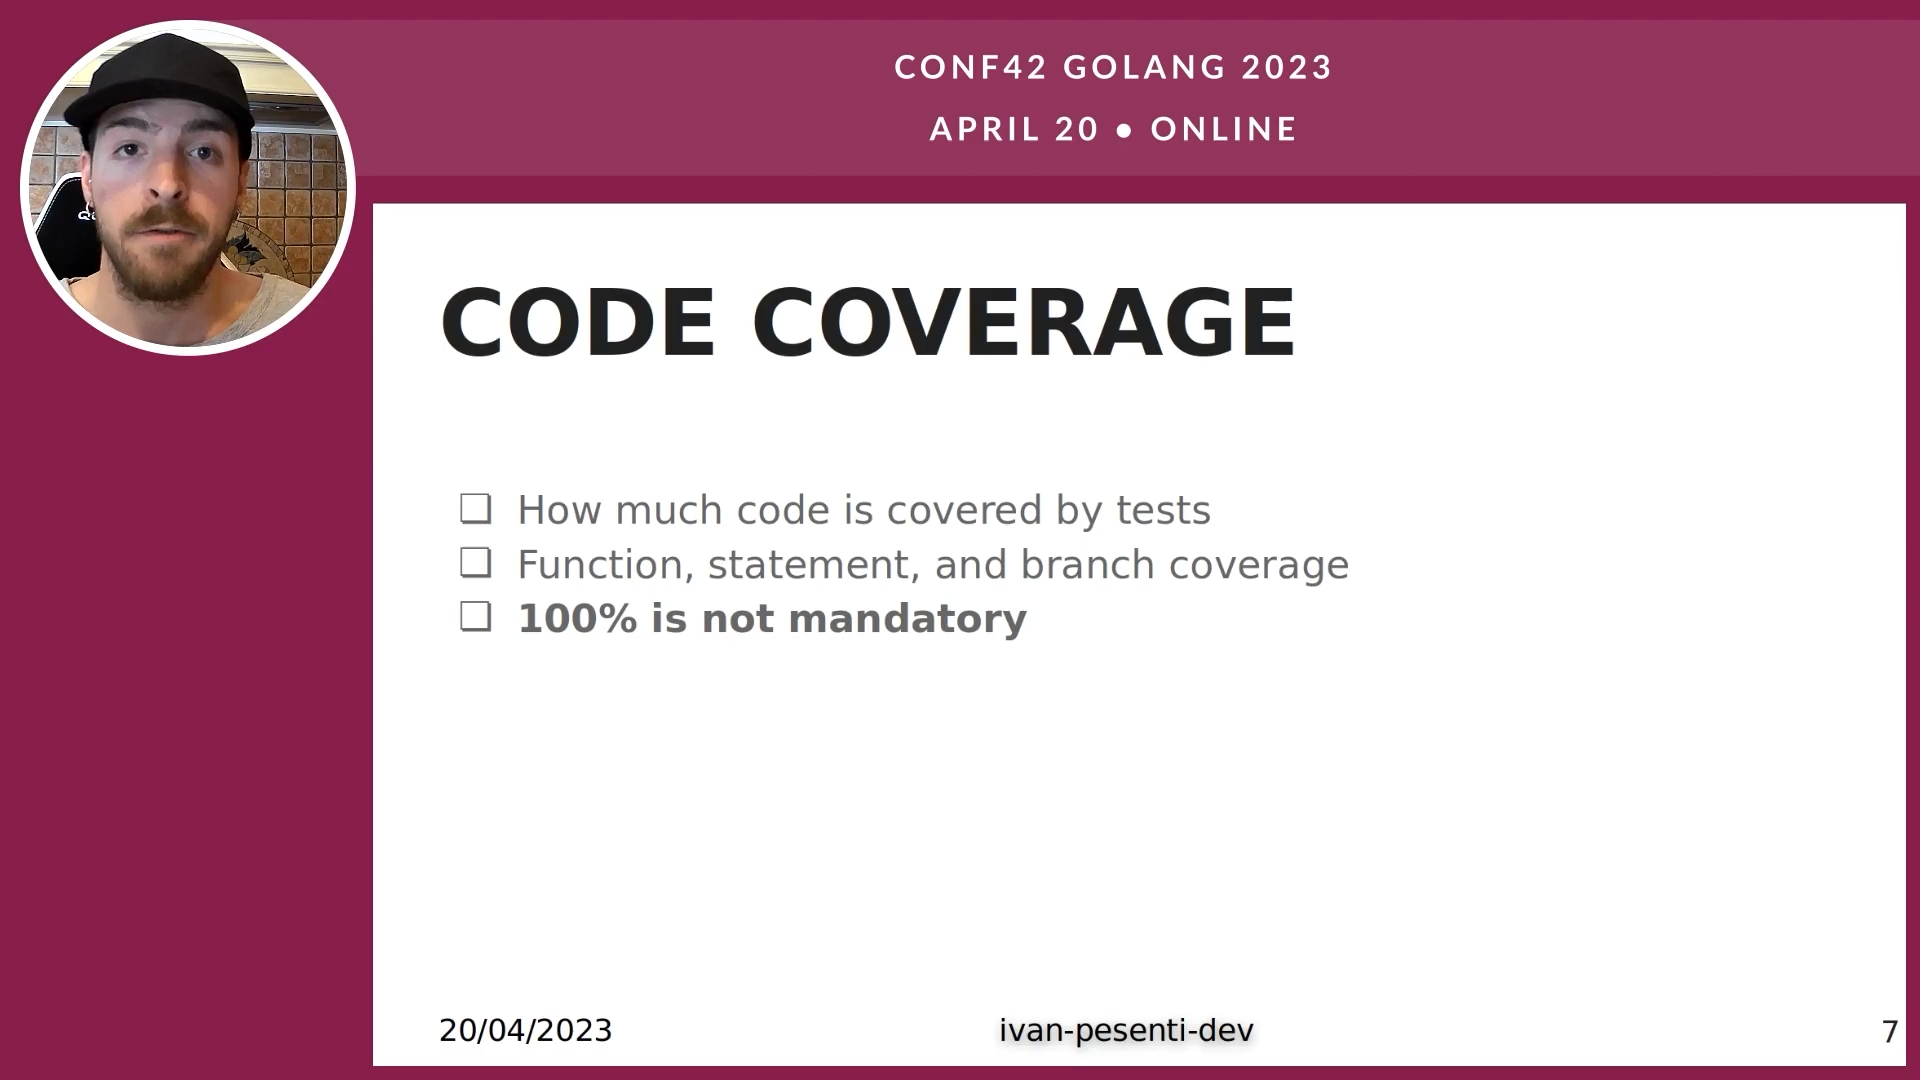 CONF42 GOLANG 2023
APRIL 20 • ONLINE
CODE COVERAGE
❏ How much code is covered by tests
❏ Function, statement, and branch coverage
❏ 100% is not mandatory
20/04/2023
ivan-pesenti-dev
7